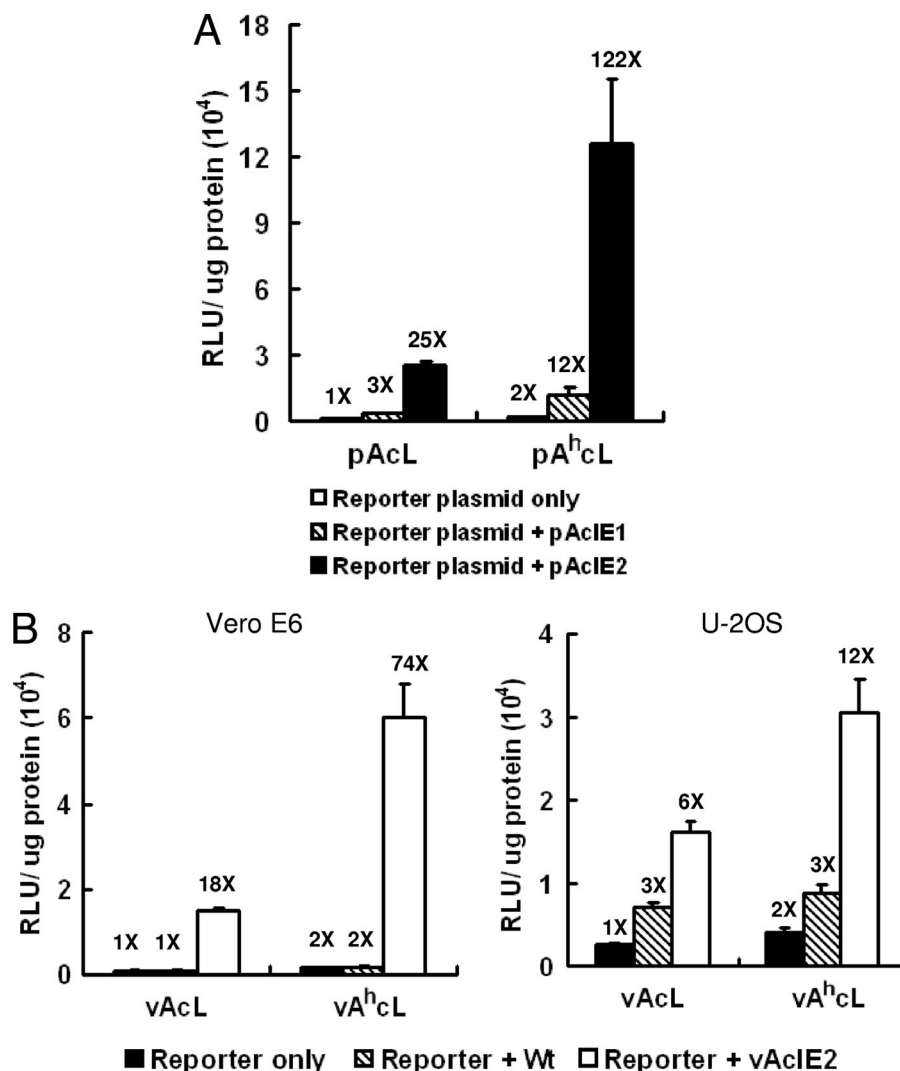 A
RLU/ ug protein (10⁴)
18
15
12
9
6
3
0
1X 3X 25X
2X 12X 122X
pAcL pAʰcL
Reporter plasmid only
Reporter plasmid + pAcIE1
Reporter plasmid + pAcIE2
B
Vero E6
RLU/ ug protein (10⁴)
8
6
4
2
0
1X 1X 18X
2X 2X 74X
vAcL vAʰcL
U-2OS
RLU/ ug protein (10⁴)
4
3
2
1
0
1X 3X 6X
2X 3X 12X
vAcL vAʰcL
Reporter only Reporter + Wt Reporter + vAcIE2